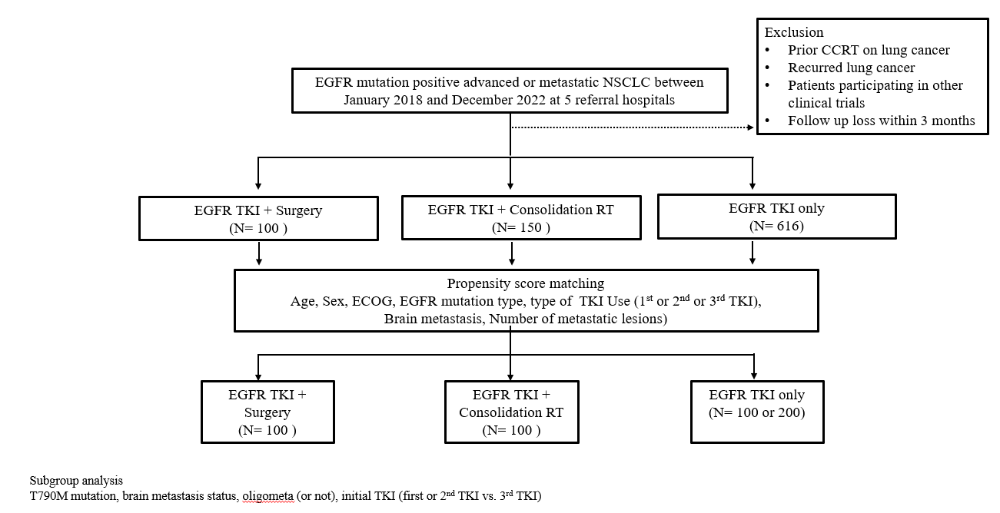 Exclusion
• Prior CCRT on lung cancer
• Recurred lung cancer
• Patients participating in other
clinical trials
• Follow up loss within 3 months
EGFR mutation positive advanced or metastatic NSCLC between
January 2018 and December 2022 at 5 referral hospitals
EGFR TKI + Surgery
(N= 100 )
EGFR TKI + Consolidation RT
(N= 150 )
EGFR TKI only
(N= 616)
Propensity score matching
Age, Sex, ECOG, EGFR mutation type, type of TKI Use (1st or 2nd or 3rd TKI),
Brain metastasis, Number of metastatic lesions)
EGFR TKI +
Surgery
(N= 100 )
EGFR TKI +
Consolidation RT
(N= 100 )
EGFR TKI only
(N= 100 or 200)
Subgroup analysis
T790M mutation, brain metastasis status, oligometa (or not), initial TKI (first or 2nd TKI vs. 3rd TKI)